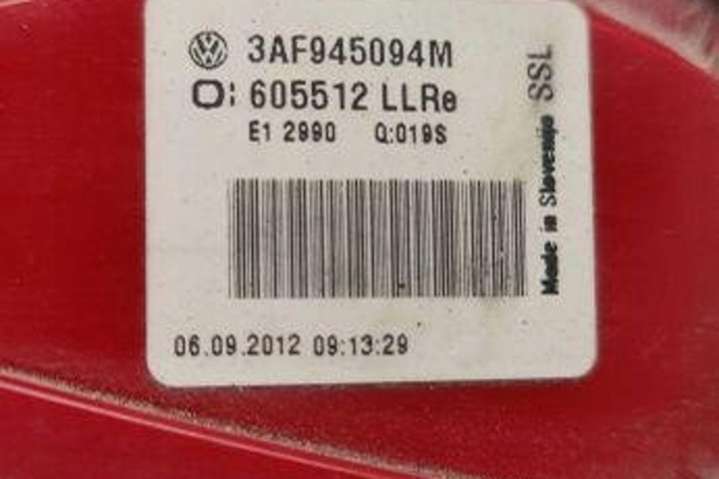 3AF945094M
O: 605512 LLRe
E1 2990 Q:019S
06.09.2012 09:13:29
Made in Slovenija SSL